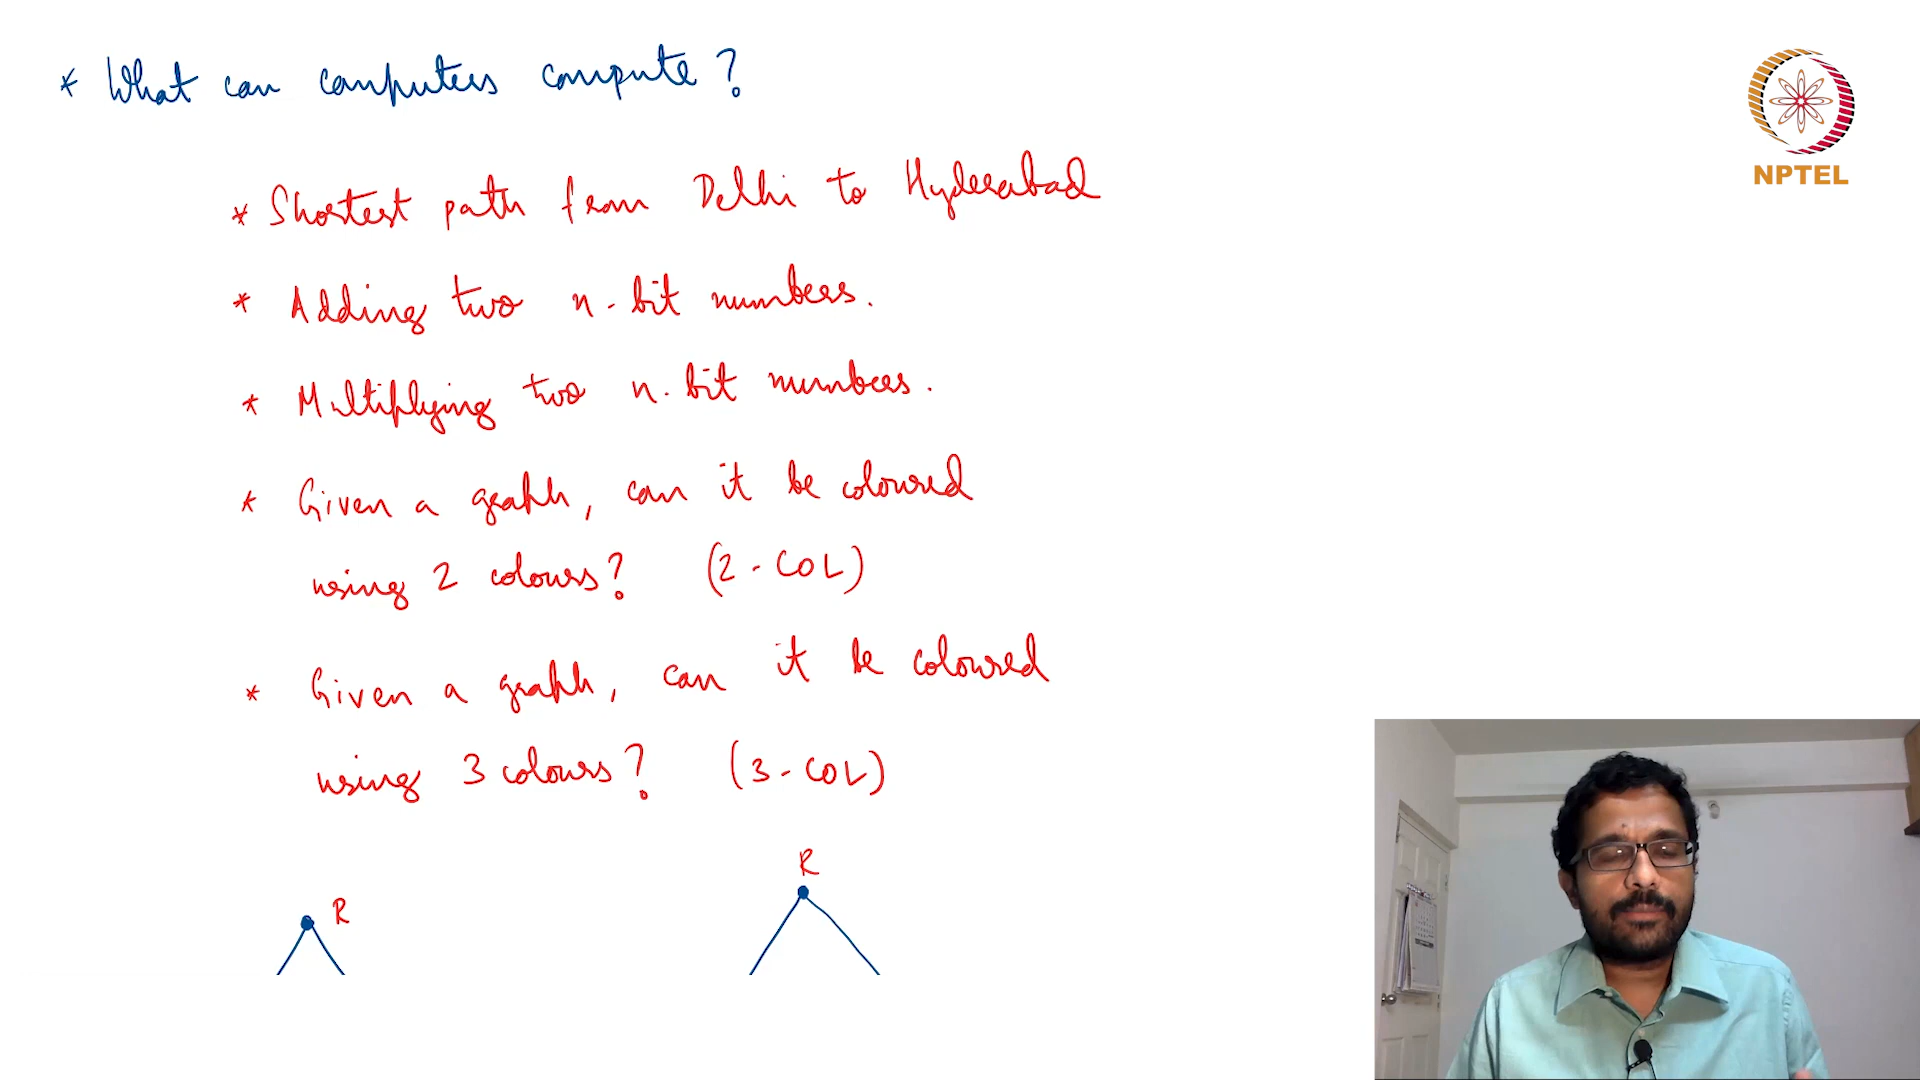 * What can computers compute?
NPTEL
* Shortest path from Delhi to Hyderabad
* Adding two n-bit numbers.
* Multiplying two n-bit numbers.
* Given a graph, can it be coloured
using 2 colours? (2-COL)
* Given a graph, can it be coloured
using 3 colours? (3-COL)
R
R